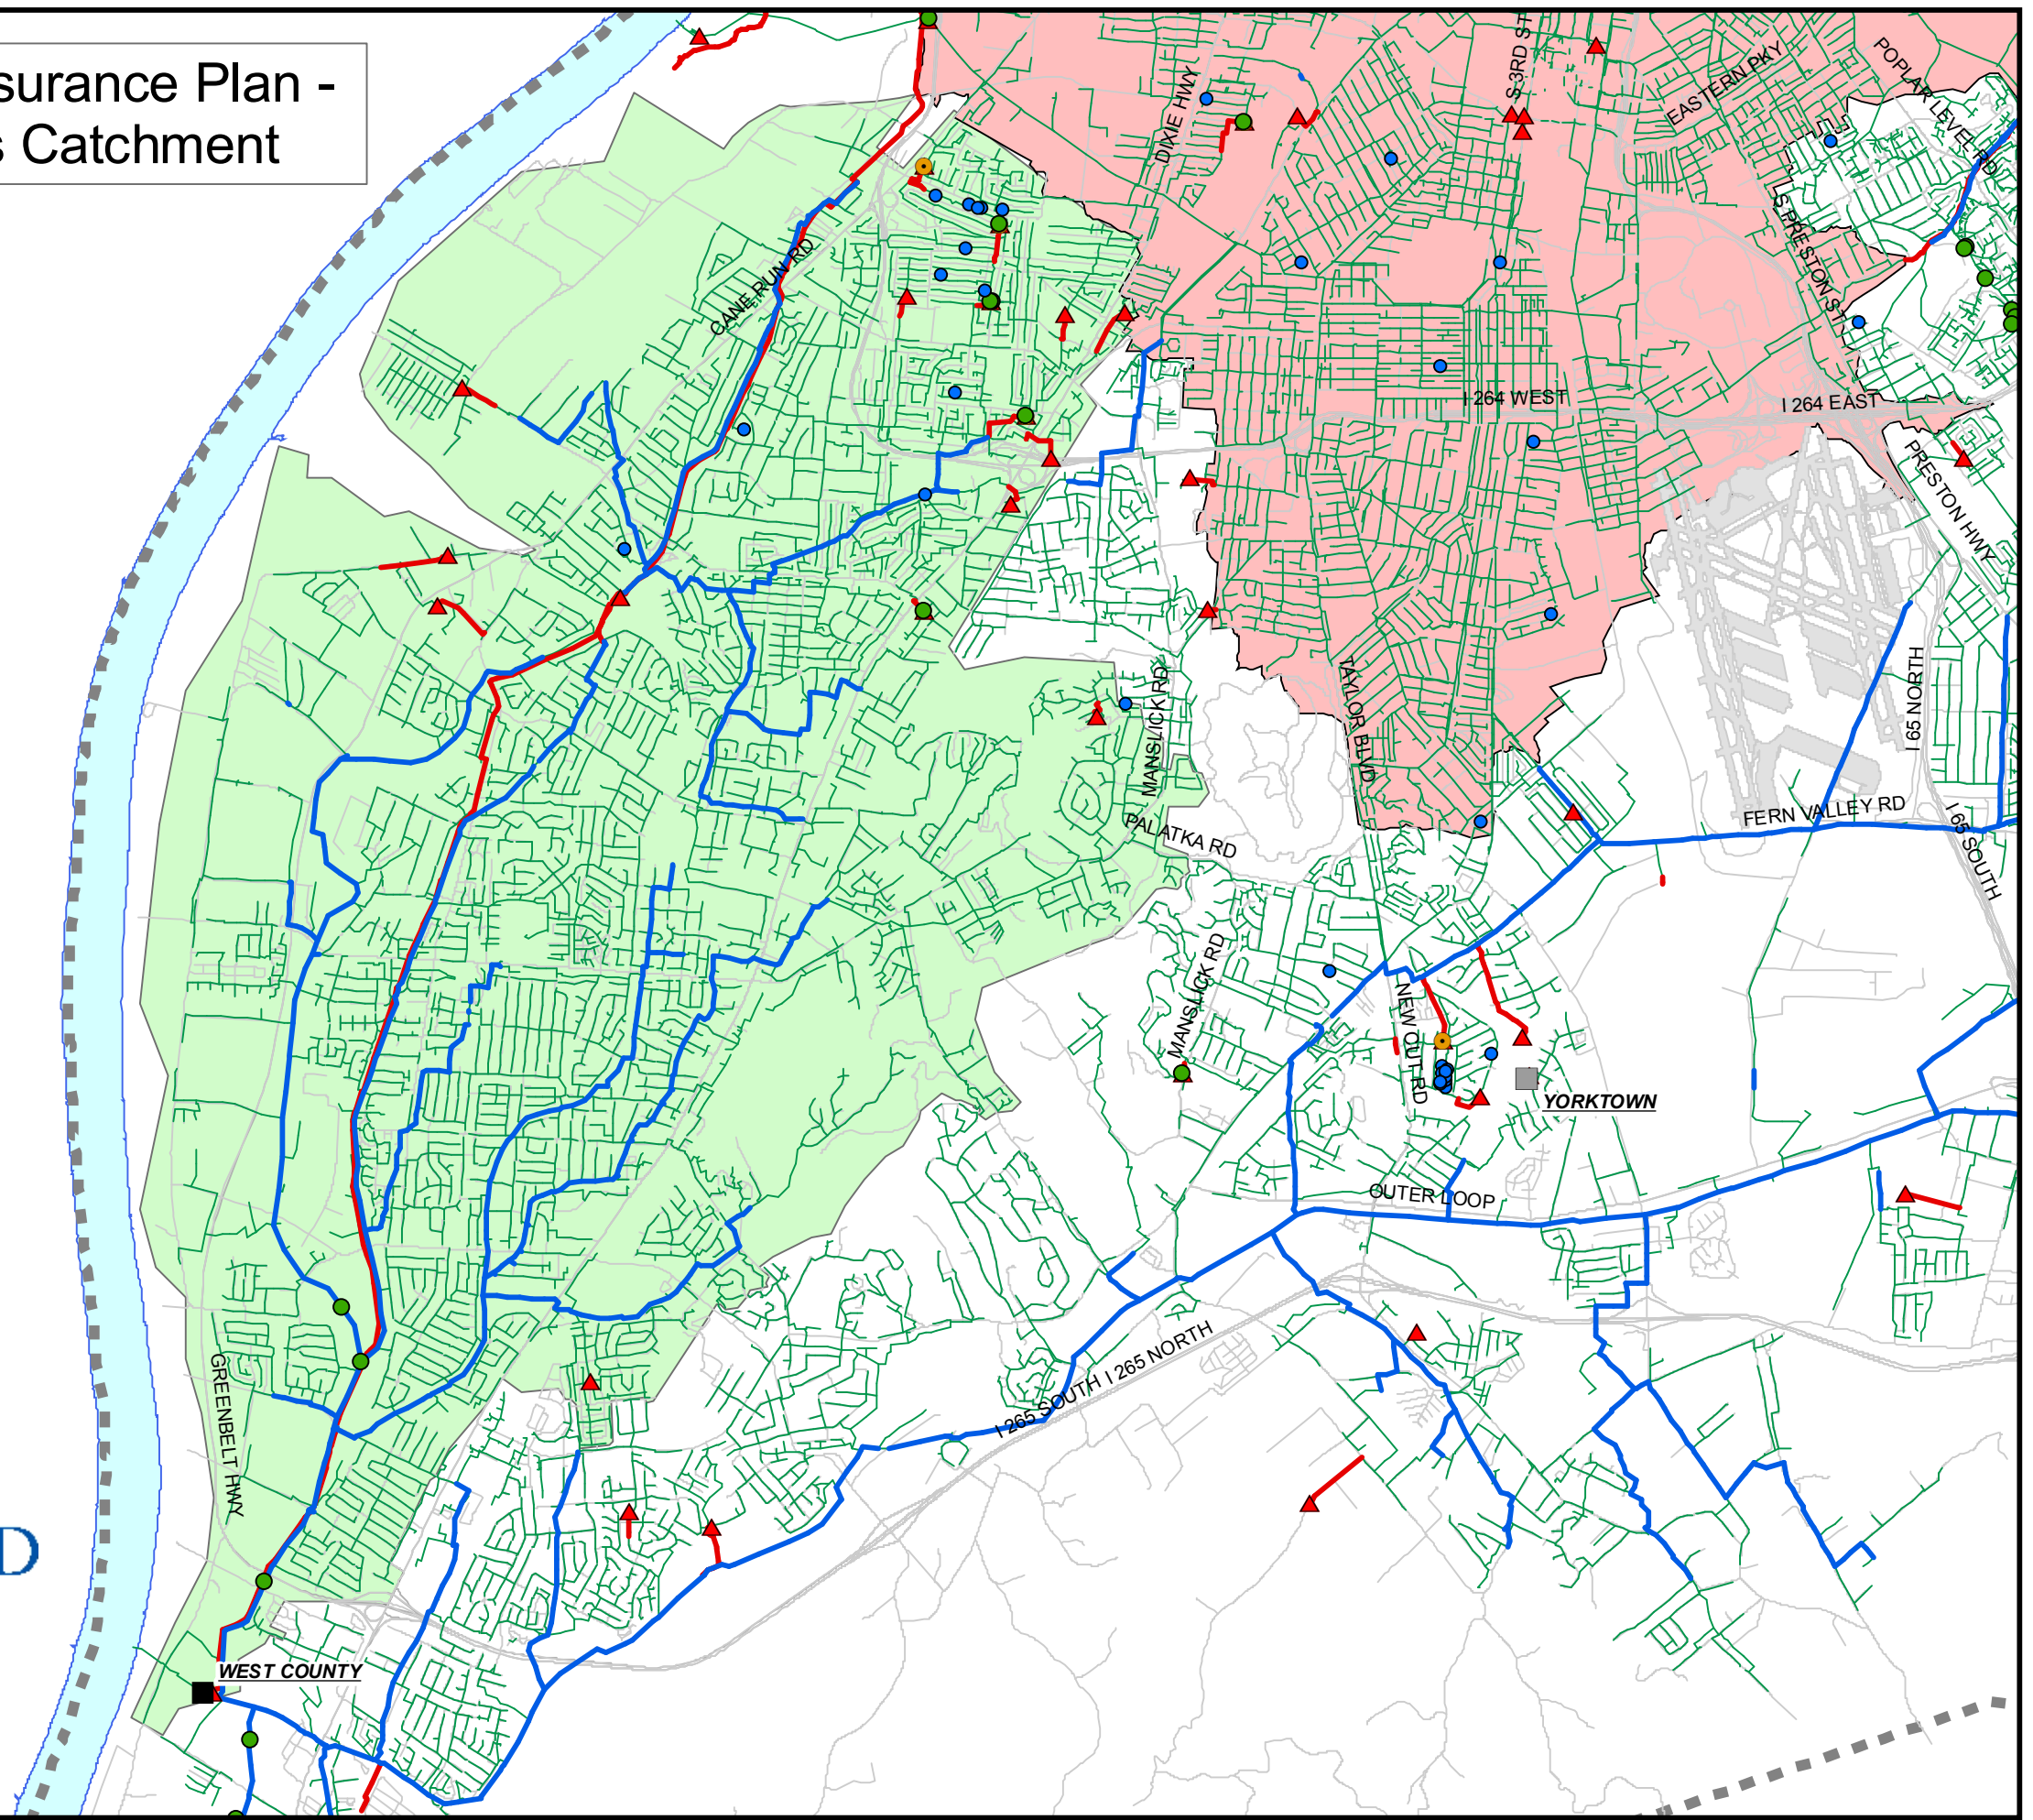 surance Plan -
s Catchment
S 3RD ST
EASTERN PKY
POPLAR LEVEL RD
DIXIE HWY
S PRESTON ST
CANE RUN RD
I 264 WEST
I 264 EAST
PRESTON HWY
I 65 NORTH
MANSLICK RD
TAYLOR BLVD
FERN VALLEY RD
I 65 SOUTH
PALATKA RD
MANSLICK RD
NEW CUT RD
YORKTOWN
OUTER LOOP
I 265 SOUTH I 265 NORTH
GREENBELT HWY
D
WEST COUNTY